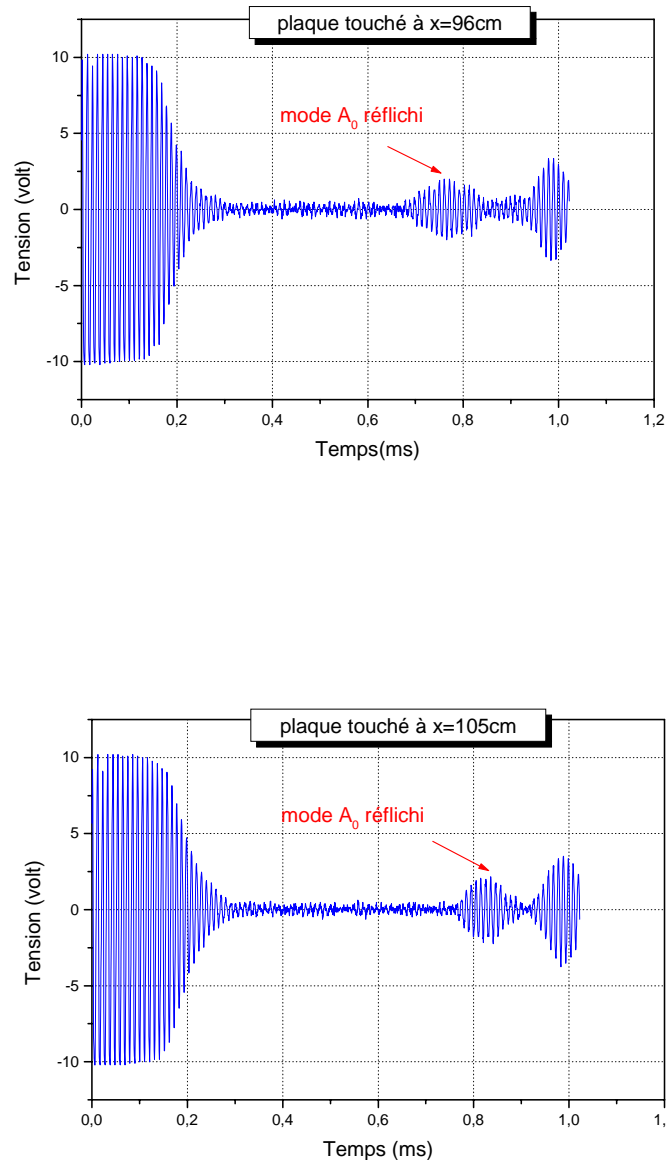 plaque touché à x=96cm
10
mode A0 réflichi
5
0
-5
-10
Tension (volt)
0,0 0,2 0,4 0,6 0,8 1,0 1,2
Temps(ms)
plaque touché à x=105cm
10
mode A0 réflichi
5
0
-5
-10
Tension (volt)
0,0 0,2 0,4 0,6 0,8 1,0 1,
Temps (ms)